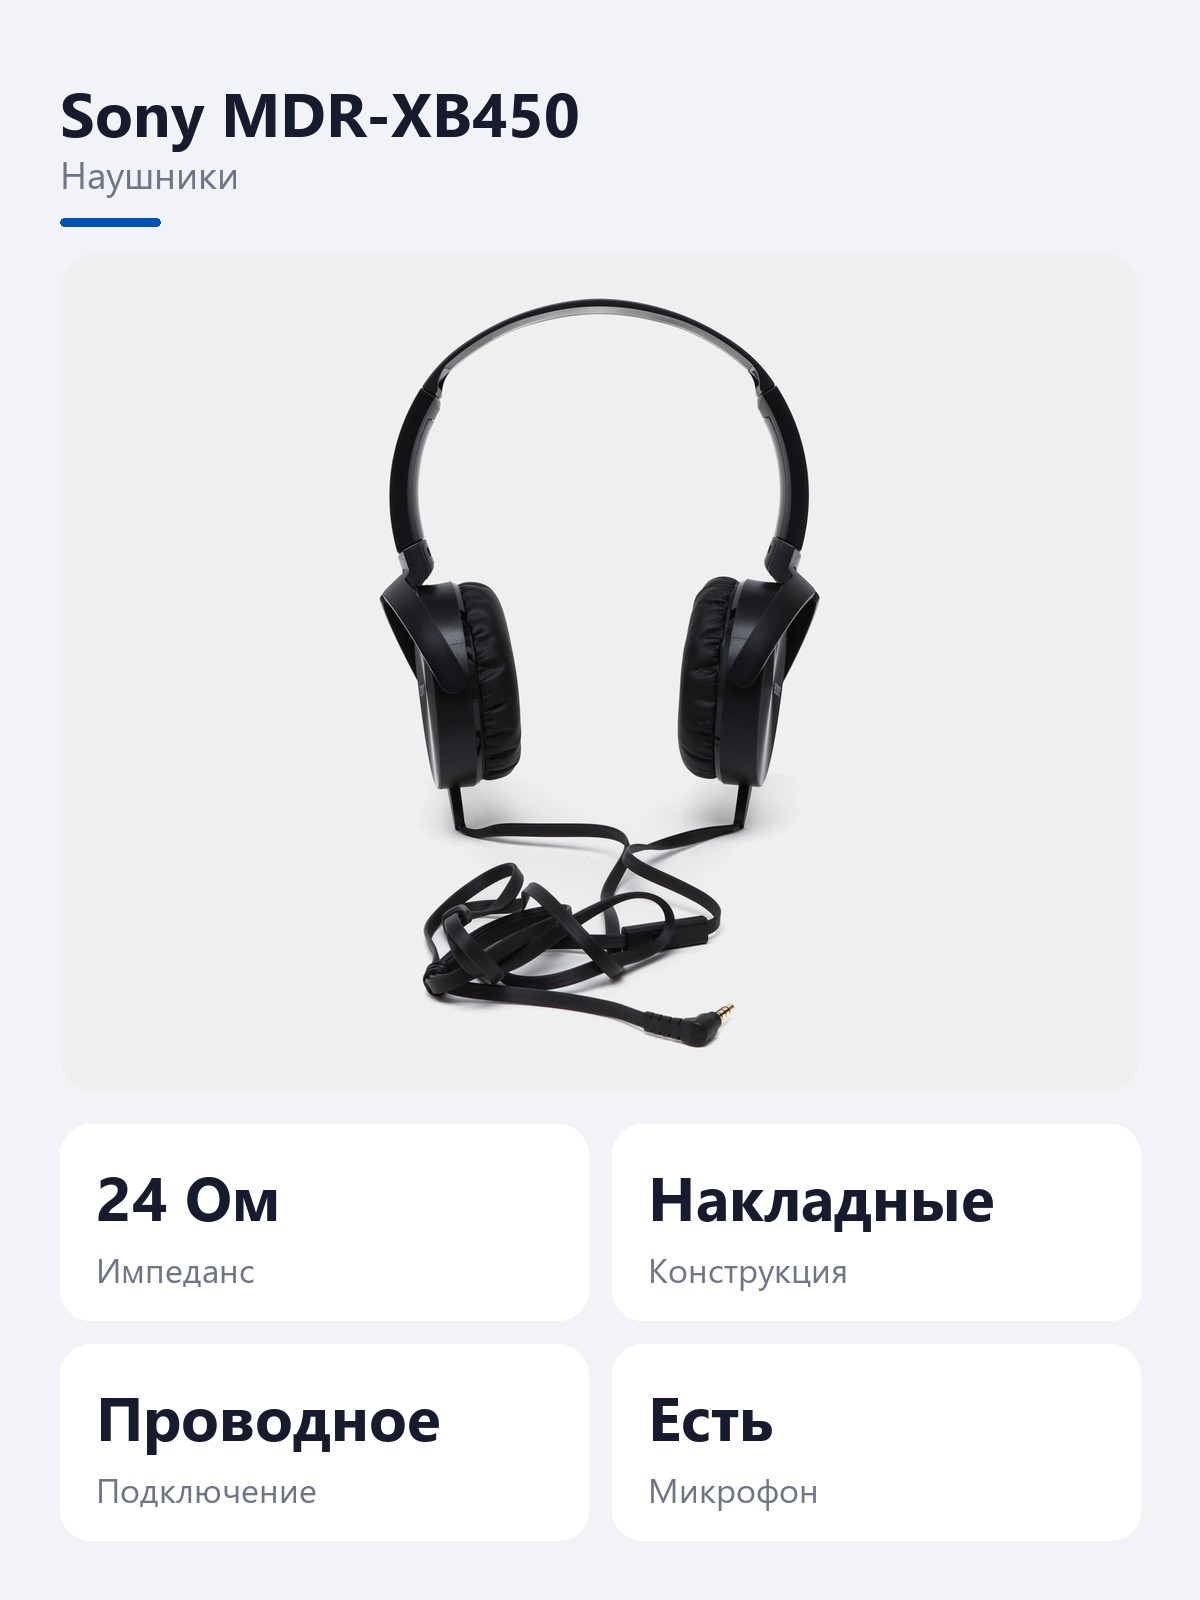 Sony MDR-XB450
Наушники
24 Ом
Импеданс
Накладные
Конструкция
Проводное
Подключение
Есть
Микрофон